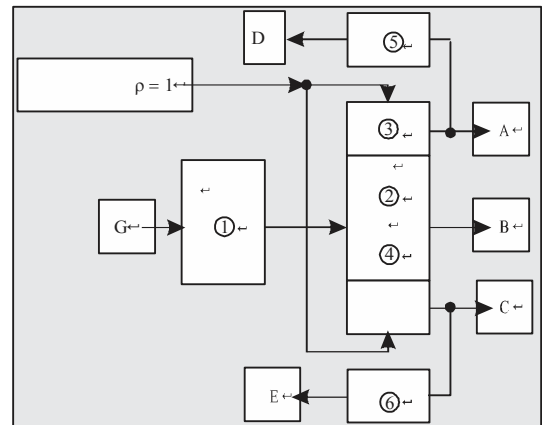 D
⑤↵
ρ = 1↵
③↵
A↵
↵
↵
②
G↵
①↵
↵
B↵
④↵
C↵
E↵
⑥↵